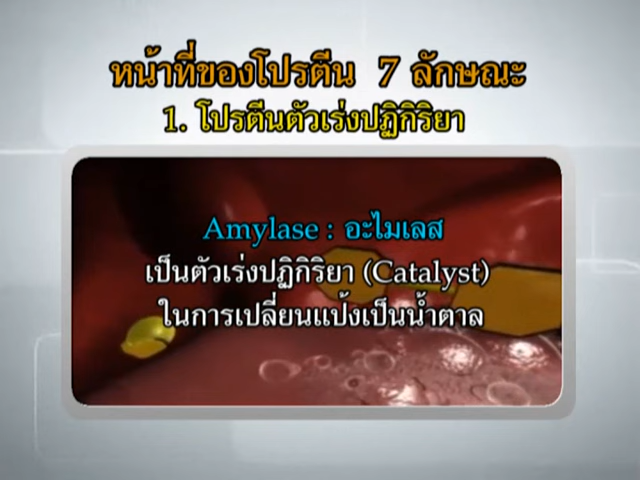 หน้าที่ของโปรตีน 7 ลักษณะ
1. โปรตีนตัวเร่งปฏิกิริยา
Amylase : อะไมเลส
เป็นตัวเร่งปฏิกิริยา (Catalyst)
ในการเปลี่ยนแป้งเป็นน้ำตาล